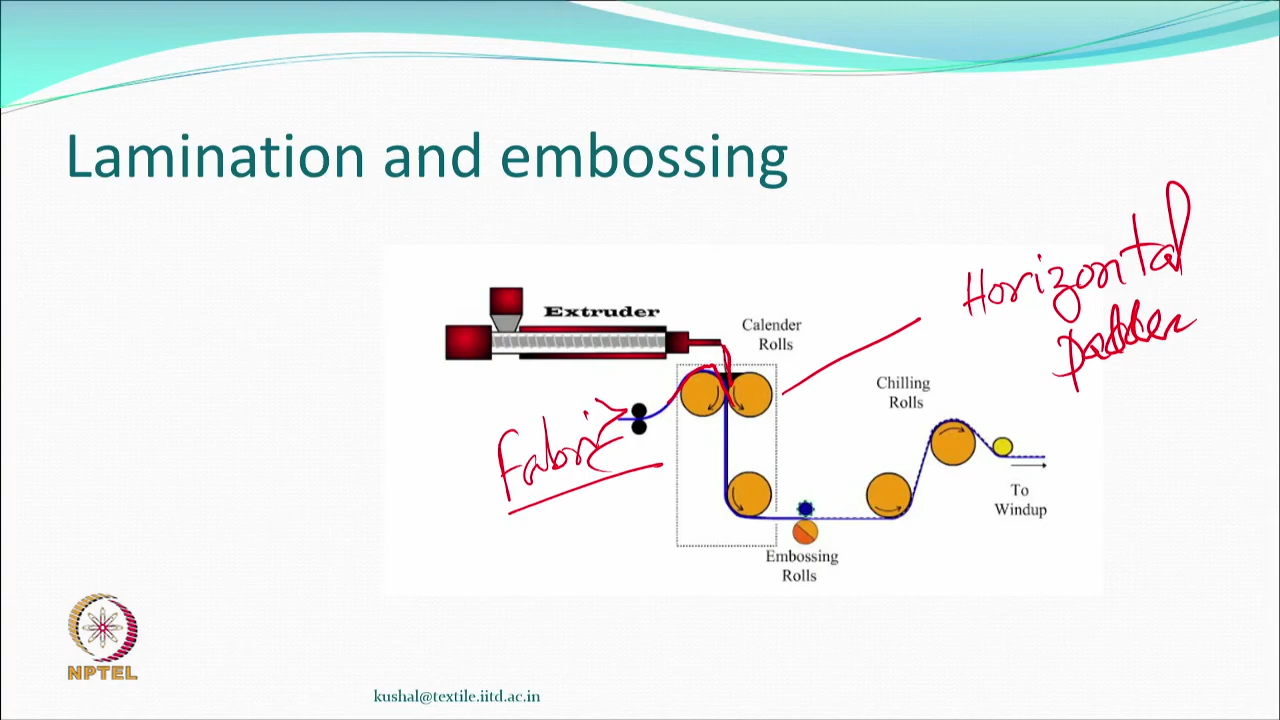 Lamination and embossing
Horizontal
padder
Extruder
Calender
Rolls
Chilling
Rolls
Fabric
To
Windup
Embossing
Rolls
NPTEL
kushal@textile.iitd.ac.in